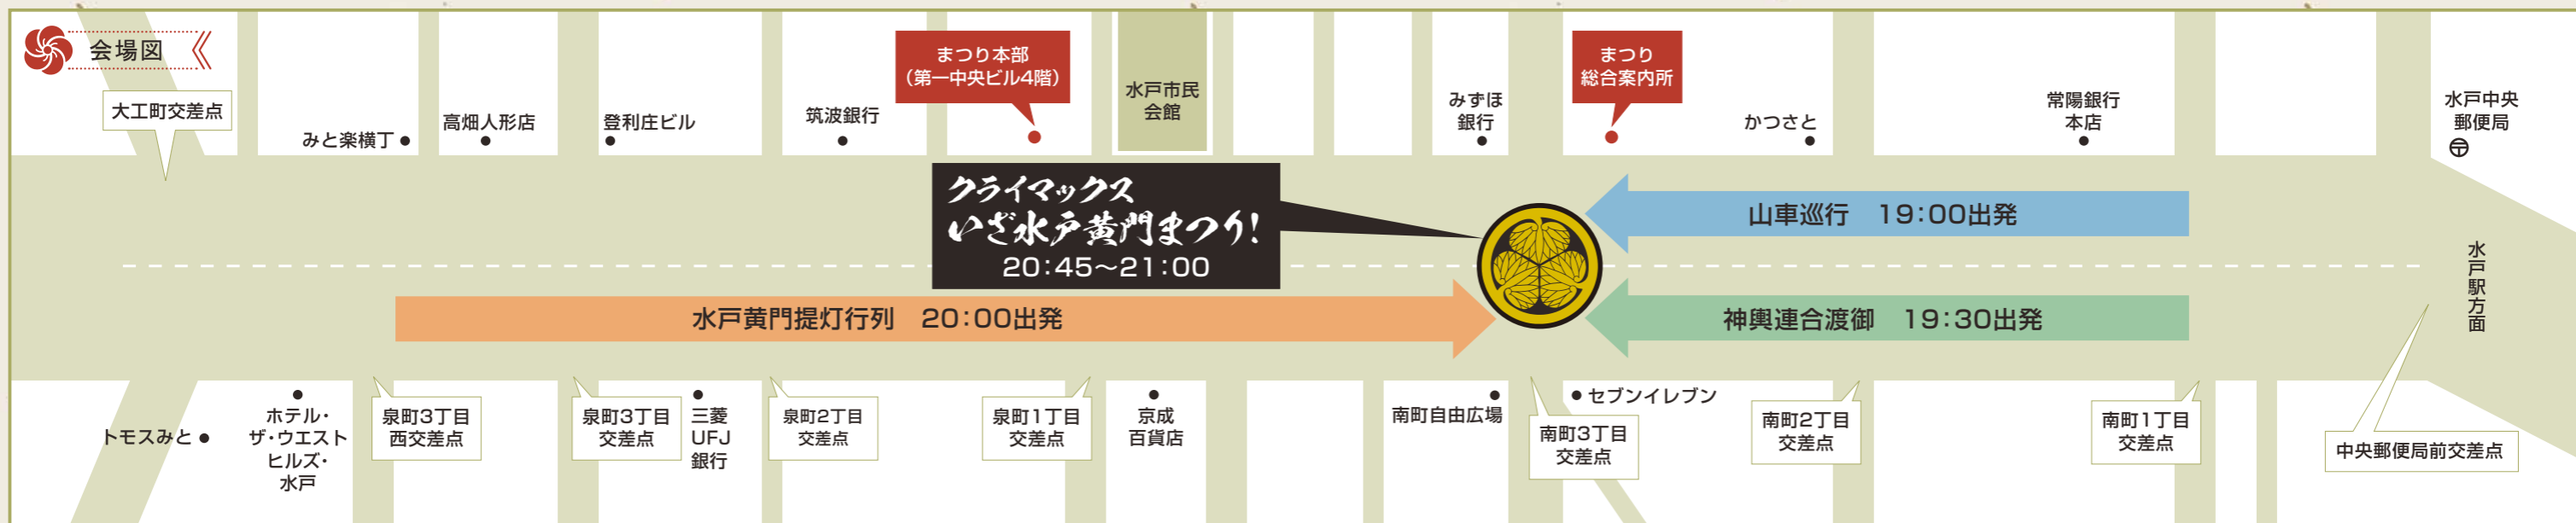 会場図
大工町交差点
みと楽横丁
高畑人形店
登利庄ビル
筑波銀行
まつり本部
（第一中央ビル4階）
水戸市民
会館
みずほ
銀行
まつり
総合案内所
かつさと
常陽銀行
本店
水戸中央
郵便局
クライマックス
いざ水戸黄門まつり！
20：45〜21：00
山車巡行　19：00出発
水戸黄門提灯行列　20：00出発
神輿連合渡御　19：30出発
水戸駅方面
トモスみと
ホテル・
ザ・ウエスト
ヒルズ・
水戸
泉町3丁目
西交差点
泉町3丁目
交差点
三菱
UFJ
銀行
泉町2丁目
交差点
泉町1丁目
交差点
京成
百貨店
南町自由広場
南町3丁目
交差点
セブンイレブン
南町2丁目
交差点
南町1丁目
交差点
中央郵便局前交差点